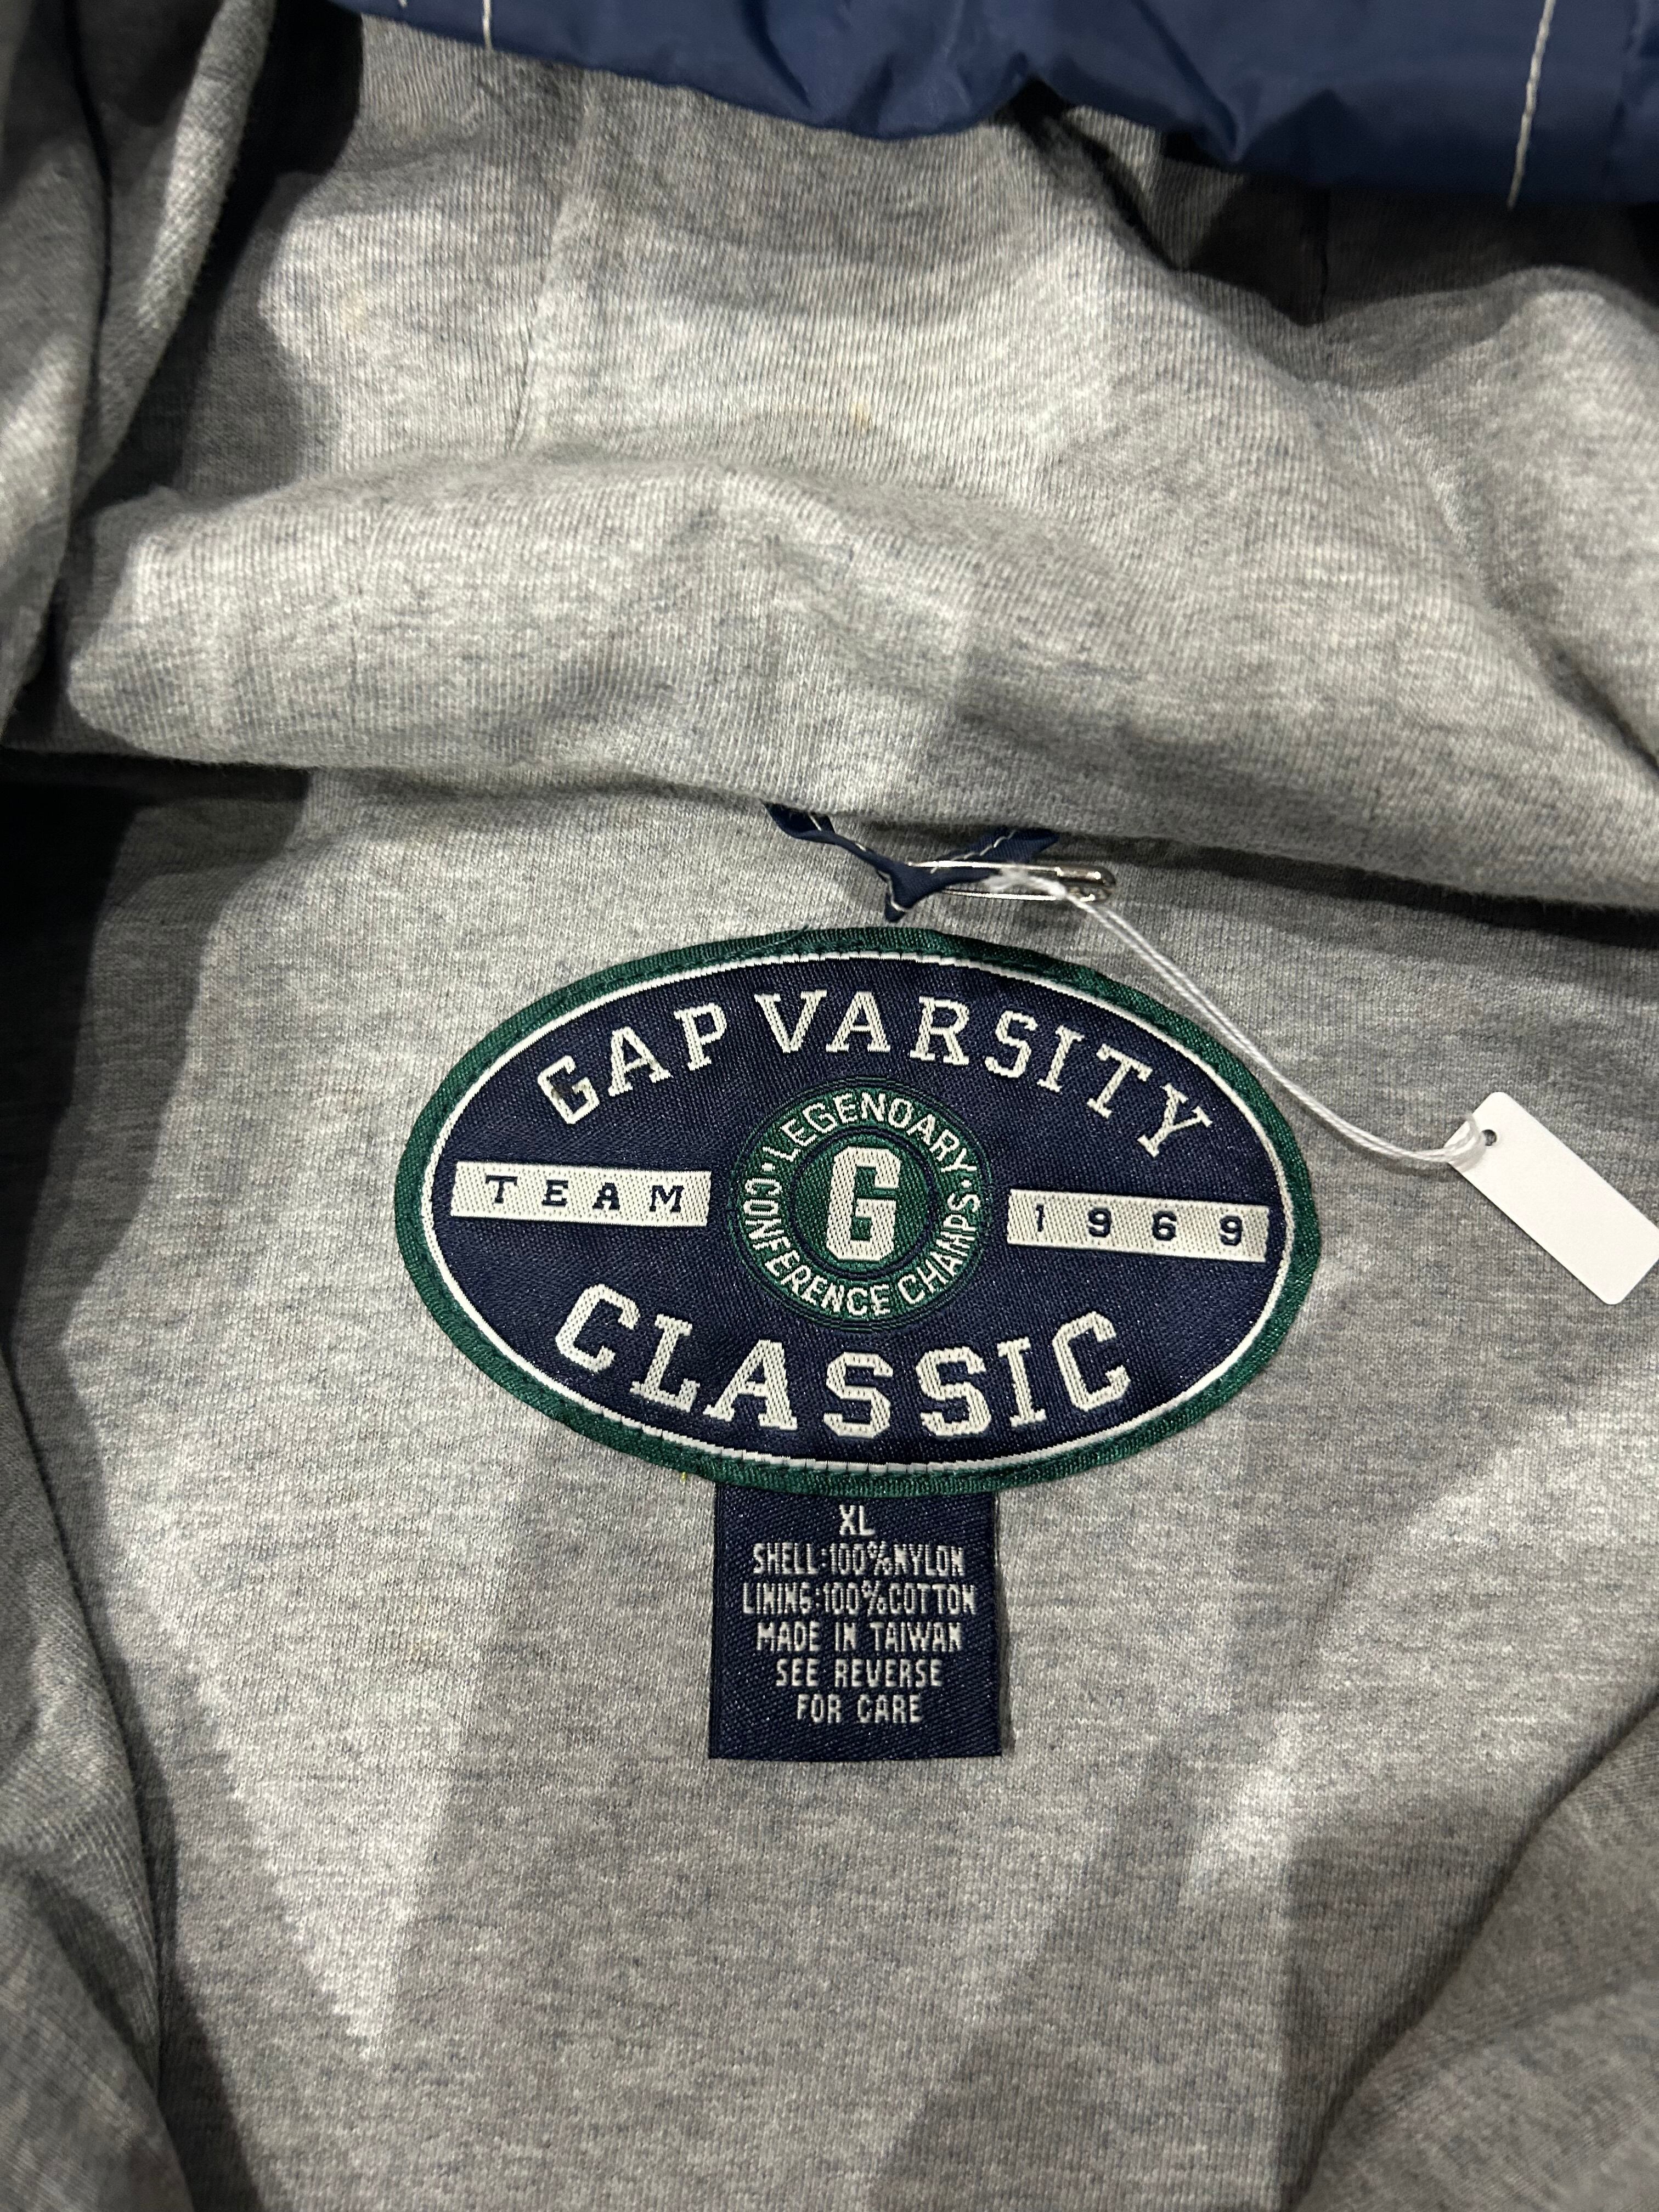 GAP VARSITY
LEGENDARY
TEAM G 1969
CONFERENCE CHAMPS
CLASSIC
XL
SHELL:100%NYLON
LINING:100%COTTON
MADE IN TAIWAN
SEE REVERSE
FOR CARE